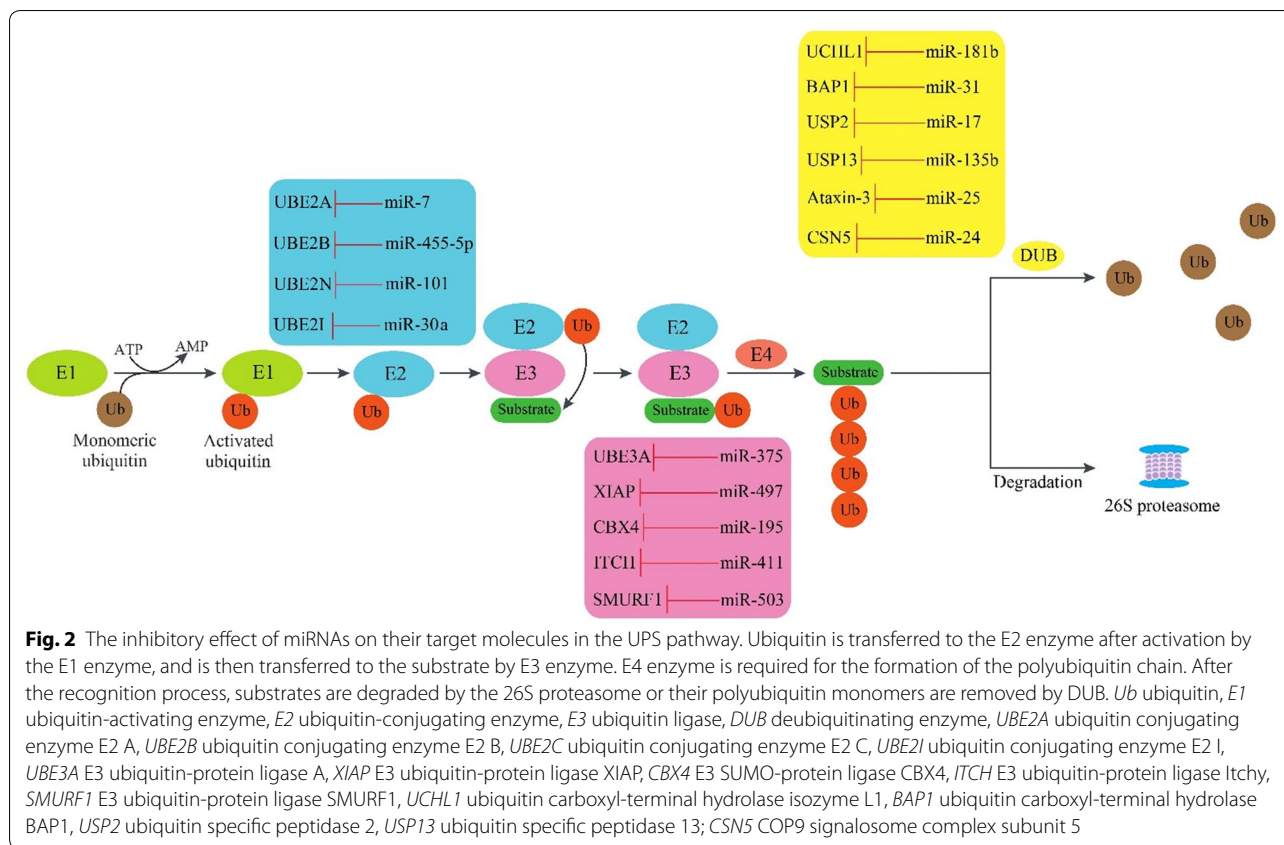 UCHL1 miR-181b
BAP1 miR-31
USP2 miR-17
USP13 miR-135b
Ataxin-3 miR-25
CSN5 miR-24
UBE2A miR-7
UBE2B miR-455-5p
UBE2N miR-101
UBE2I miR-30a
DUB
Ub
Ub
Ub
Ub
ATP AMP
E1 E1 E2
Ub Ub Ub
Monomeric
ubiquitin
Activated
ubiquitin
E2 Ub
E3
Substrate
E2
E3
Substrate Ub
E4
Substrate
Ub
Ub
Ub
Ub
Degradation
26S proteasome
UBE3A miR-375
XIAP miR-497
CBX4 miR-195
ITCH miR-411
SMURF1 miR-503
Fig. 2 The inhibitory effect of miRNAs on their target molecules in the UPS pathway. Ubiquitin is transferred to the E2 enzyme after activation by
the E1 enzyme, and is then transferred to the substrate by E3 enzyme. E4 enzyme is required for the formation of the polyubiquitin chain. After
the recognition process, substrates are degraded by the 26S proteasome or their polyubiquitin monomers are removed by DUB. Ub ubiquitin, E1
ubiquitin-activating enzyme, E2 ubiquitin-conjugating enzyme, E3 ubiquitin ligase, DUB deubiquitinating enzyme, UBE2A ubiquitin conjugating
enzyme E2 A, UBE2B ubiquitin conjugating enzyme E2 B, UBE2C ubiquitin conjugating enzyme E2 C, UBE2I ubiquitin conjugating enzyme E2 I,
UBE3A E3 ubiquitin-protein ligase A, XIAP E3 ubiquitin-protein ligase XIAP, CBX4 E3 SUMO-protein ligase CBX4, ITCH E3 ubiquitin-protein ligase Itchy,
SMURF1 E3 ubiquitin-protein ligase SMURF1, UCHL1 ubiquitin carboxyl-terminal hydrolase isozyme L1, BAP1 ubiquitin carboxyl-terminal hydrolase
BAP1, USP2 ubiquitin specific peptidase 2, USP13 ubiquitin specific peptidase 13; CSN5 COP9 signalosome complex subunit 5